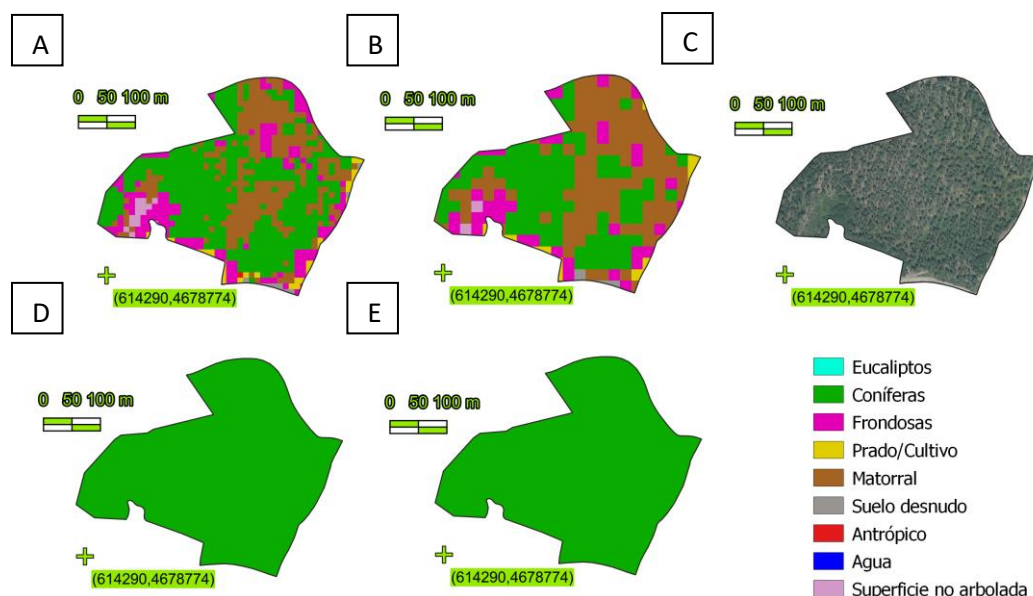 A
B
C
0 50 100 m
0 50 100 m
0 50 100 m
(614290,4678774)
(614290,4678774)
(614290,4678774)
D
E
0 50 100 m
0 50 100 m
(614290,4678774)
(614290,4678774)
Eucaliptos
Coníferas
Frondosas
Prado/Cultivo
Matorral
Suelo desnudo
Antrópico
Agua
Superficie no arbolada